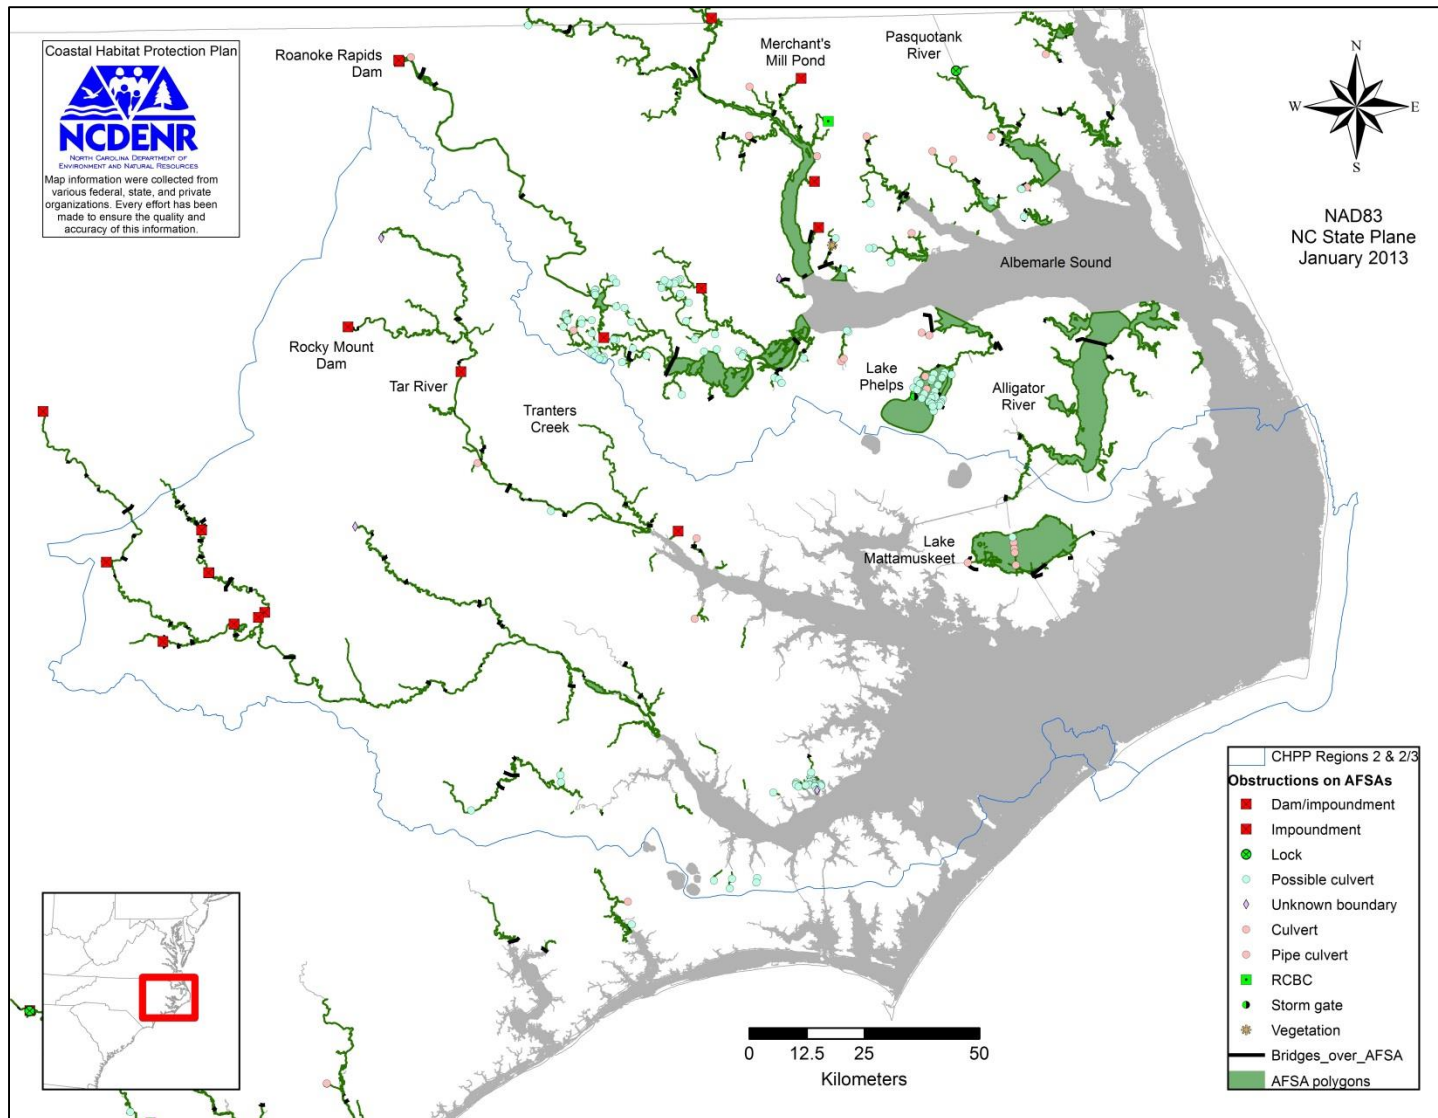 Coastal Habitat Protection Plan
NCDENR
NORTH CAROLINA DEPARTMENT OF
ENVIRONMENT AND NATURAL RESOURCES
Map information were collected from
various federal, state, and private
organizations. Every effort has been
made to ensure the quality and
accuracy of this information.
Roanoke Rapids
Dam
Merchant's
Mill Pond
Pasquotank
River
N
W
E
S
NAD83
NC State Plane
January 2013
Albemarle Sound
Rocky Mount
Dam
Tar River
Tranters
Creek
Lake
Phelps
Alligator
River
Lake
Mattamuskeet
CHPP Regions 2 & 2/3
Obstructions on AFSAs
Dam/impoundment
Impoundment
Lock
Possible culvert
Unknown boundary
Culvert
Pipe culvert
RCBC
Storm gate
Vegetation
Bridges_over_AFSA
AFSA polygons
0 12.5 25 50
Kilometers